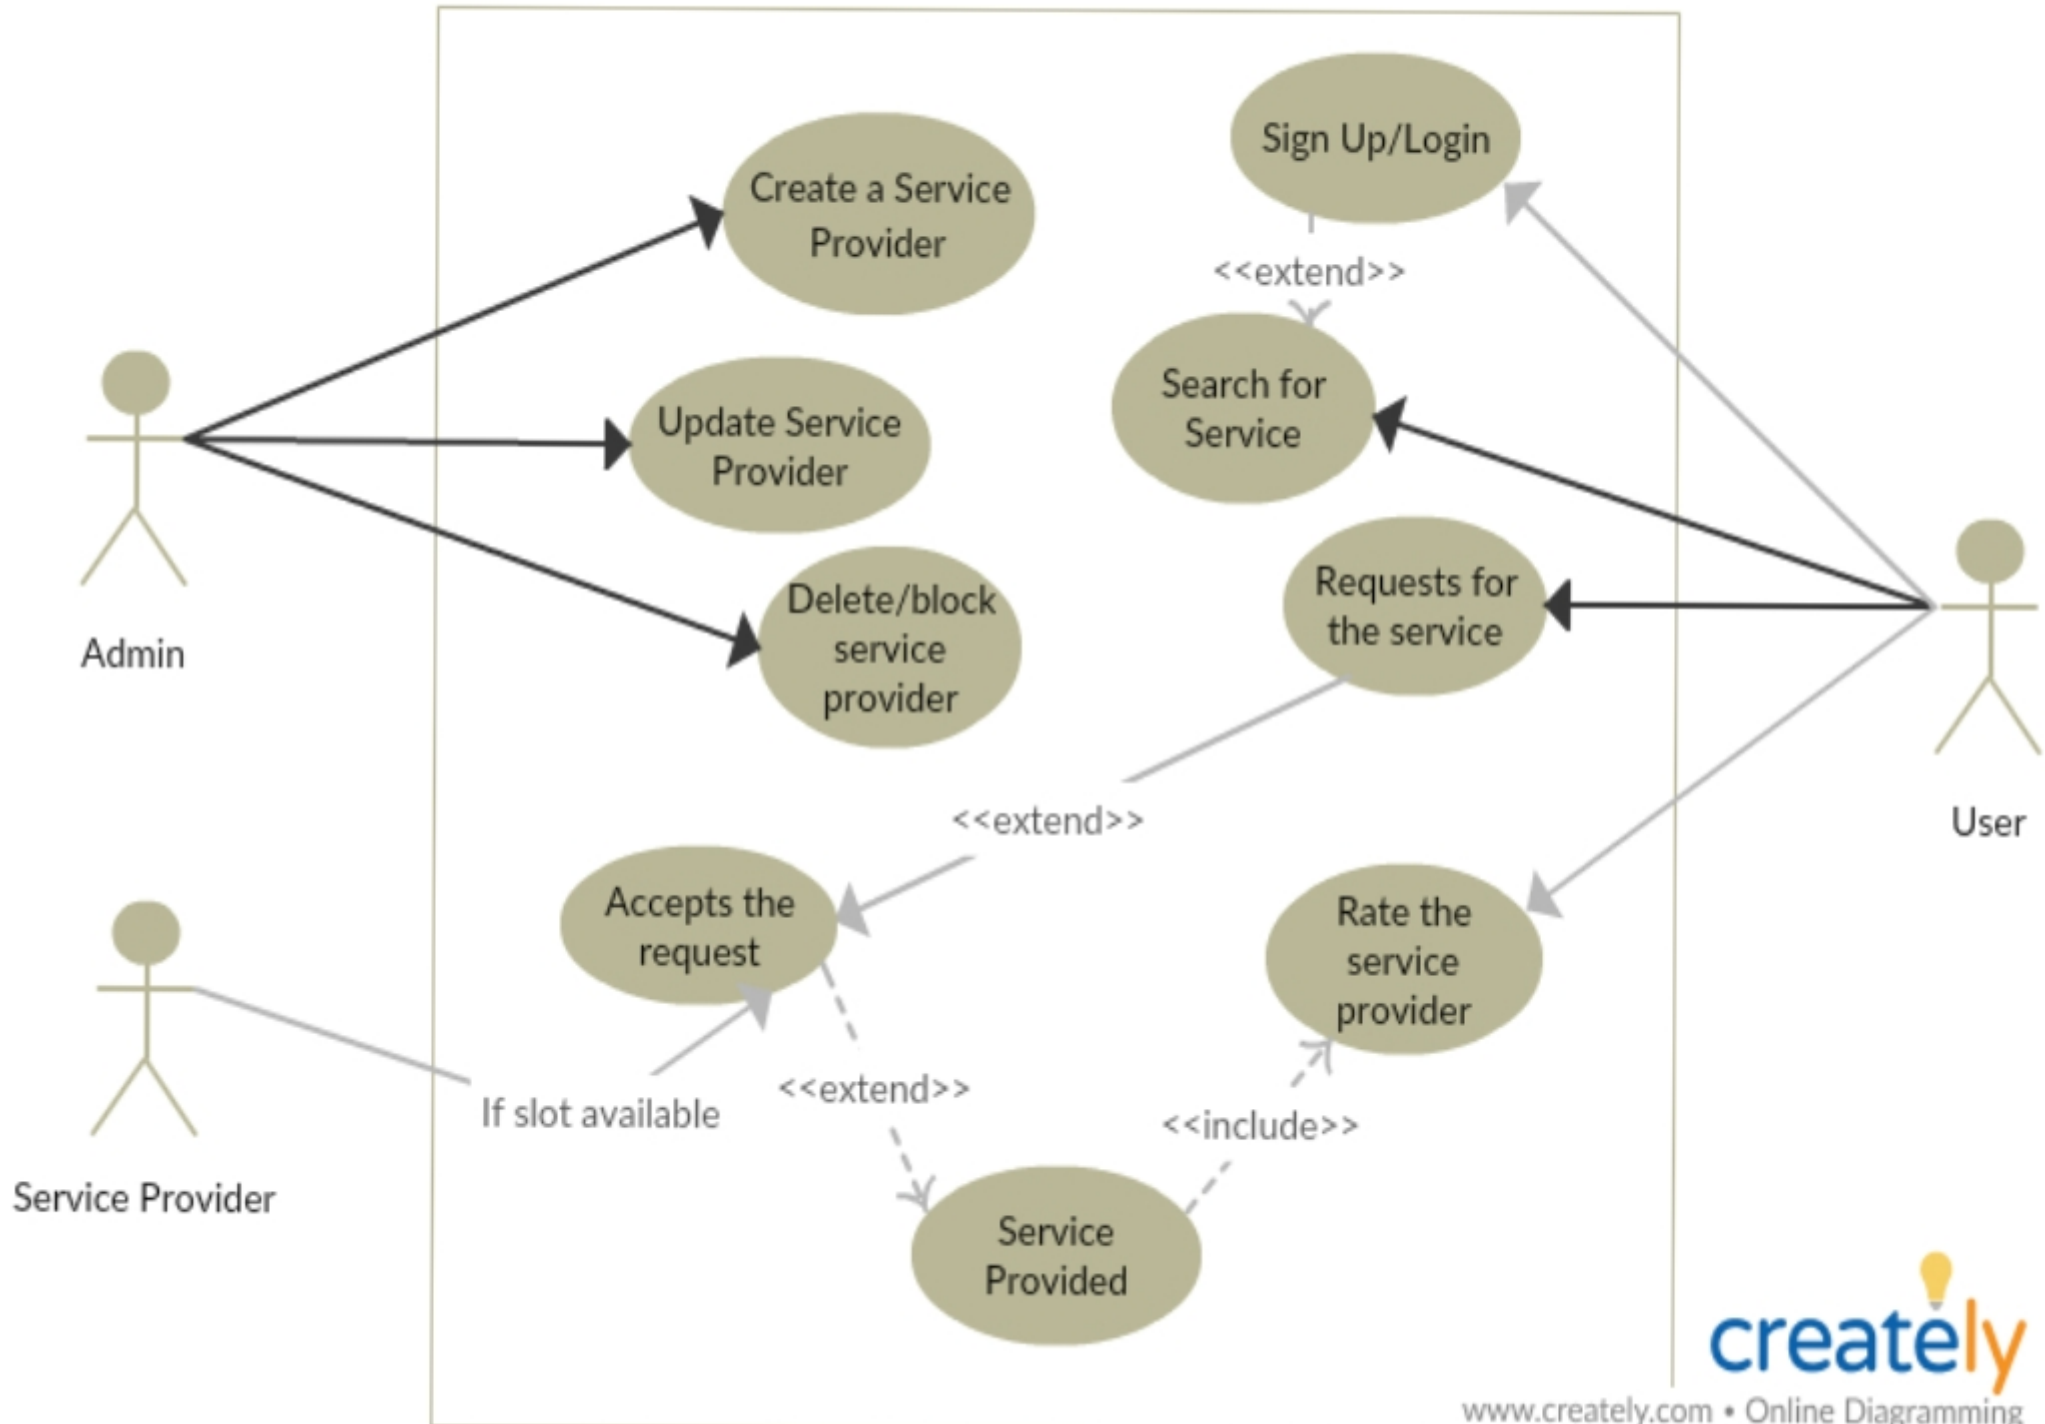 Sign Up/Login
Create a Service
Provider
<<extend>>
Search for
Service
Update Service
Provider
Requests for
the service
Delete/block
service
provider
Admin
<<extend>>
User
Accepts the
request
Rate the
service
provider
<<extend>>
If slot available
<<include>>
Service Provider
Service
Provided
creately
www.creately.com • Online Diagramming